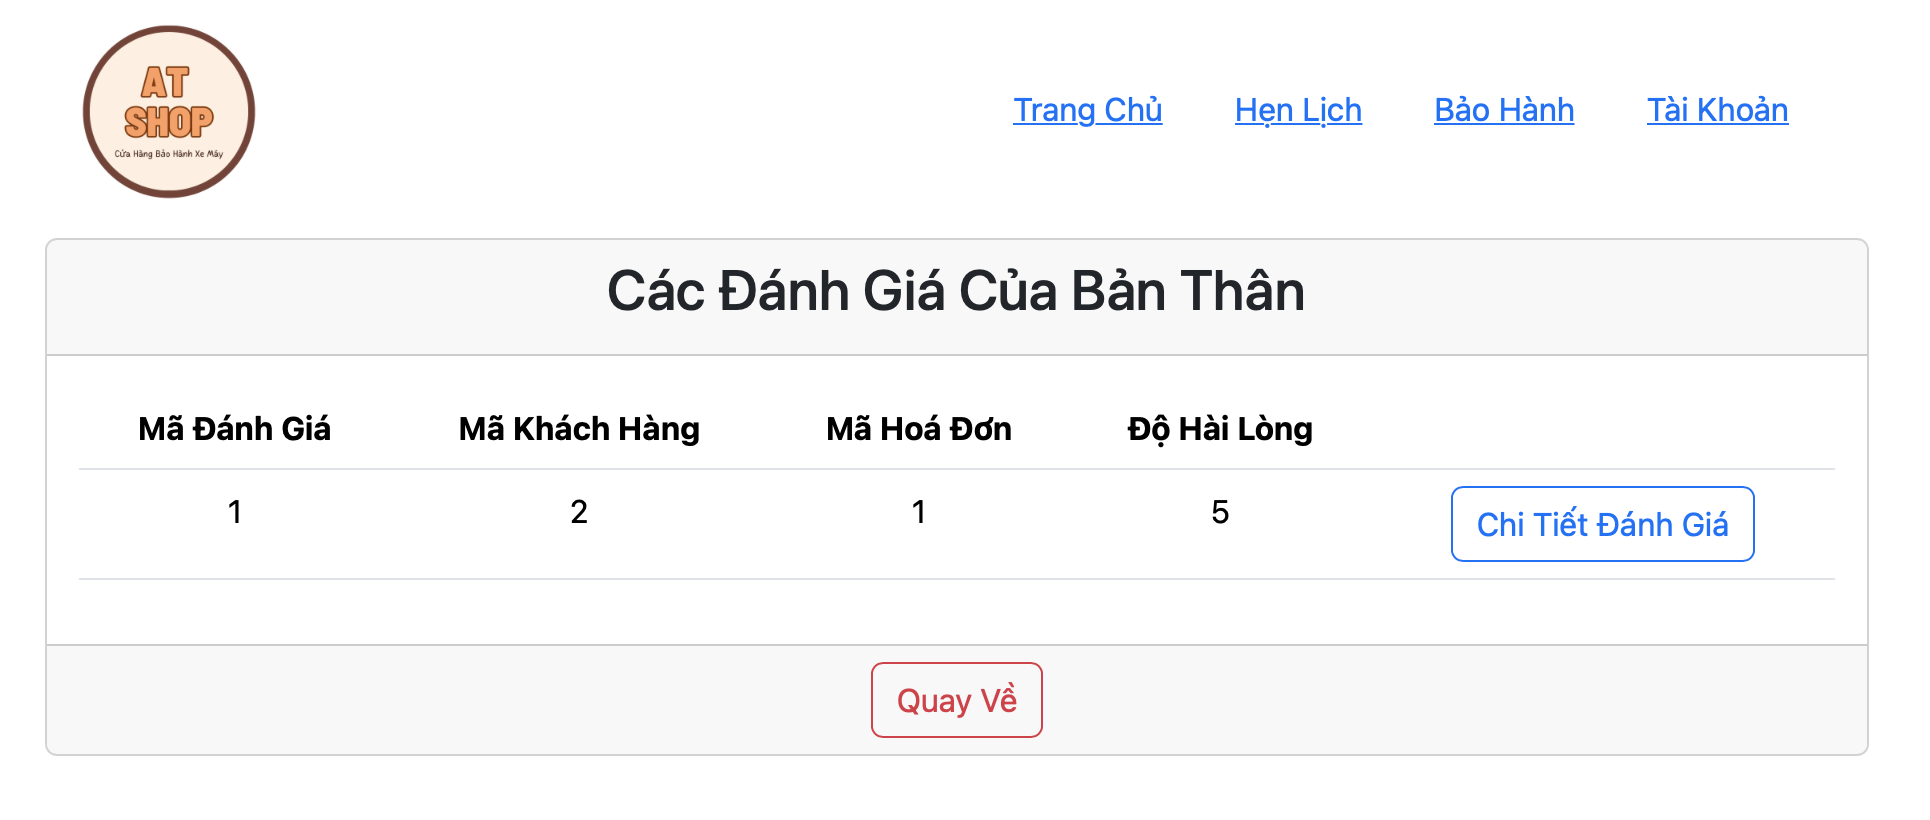 AT
SHOP
Cửa Hàng Bảo Hành Xe Máy
Trang Chủ Hẹn Lịch Bảo Hành Tài Khoản
Các Đánh Giá Của Bản Thân
Mã Đánh Giá Mã Khách Hàng Mã Hoá Đơn Độ Hài Lòng
1 2 1 5 Chi Tiết Đánh Giá
Quay Về